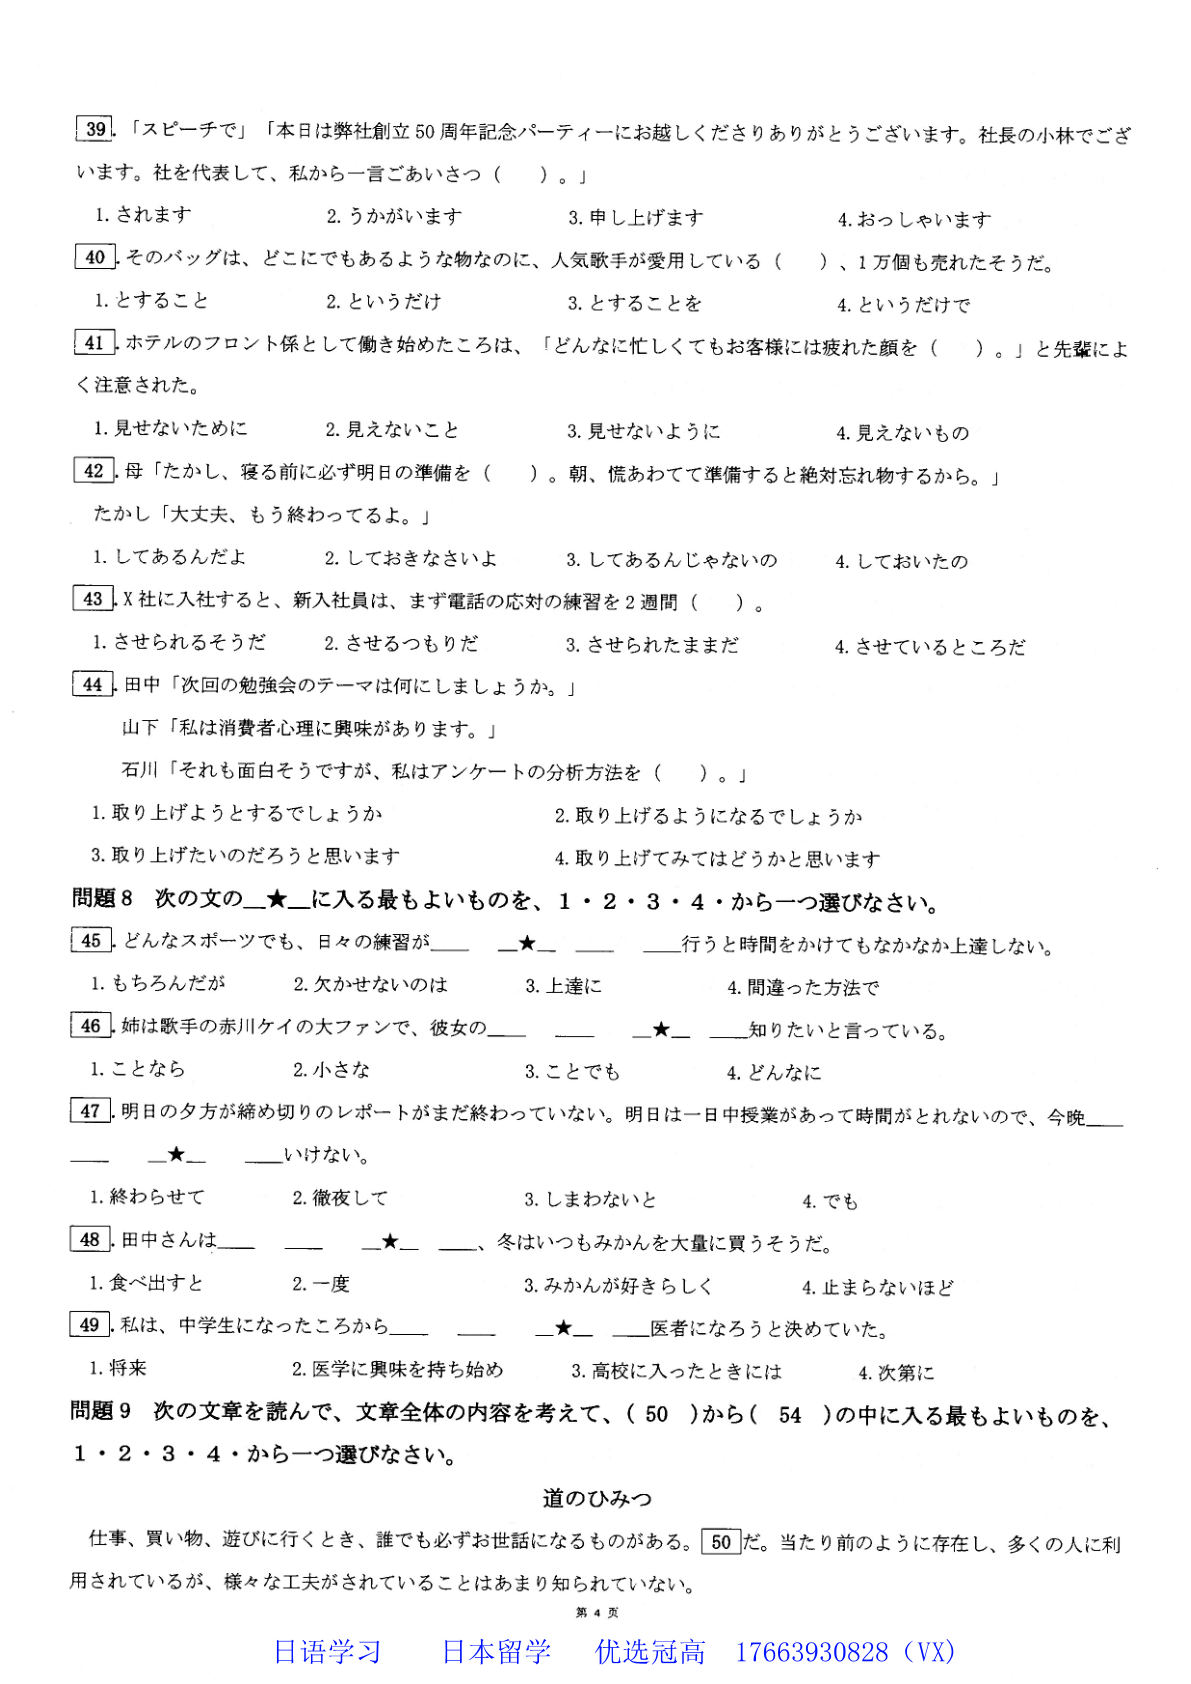 39.「スピーチで」「本日は弊社創立50周年記念パーティーにお越しくださりありがとうございます。社長の小林でござ
います。社を代表して、私から一言ごあいさつ（　　）。」
1.されます　2.うかがいます　3.申し上げます　4.おっしゃいます
40.そのバッグは、どこにでもあるような物なのに、人気歌手が愛用している（　　）、1万個も売れたそうだ。
1.とすること　2.というだけ　3.とすることを　4.というだけで
41.ホテルのフロント係として働き始めたころは、「どんなに忙しくてもお客様には疲れた顔を（　　）。」と先輩によ
く注意された。
1.見せないために　2.見えないこと　3.見せないように　4.見えないもの
42.母「たかし、寝る前に必ず明日の準備を（　　）。朝、慌あわてて準備すると絶対忘れ物するから。」
たかし「大丈夫、もう終わってるよ。」
1.してあるんだよ　2.しておきなさいよ　3.してあるんじゃないの　4.しておいたの
43.X社に入社すると、新入社員は、まず電話の応対の練習を2週間（　　）。
1.させられるそうだ　2.させるつもりだ　3.させられたままだ　4.させているところだ
44.田中「次回の勉強会のテーマは何にしましょうか。」
山下「私は消費者心理に興味があります。」
石川「それも面白そうですが、私はアンケートの分析方法を（　　）。」
1.取り上げようとするでしょうか　2.取り上げるようになるでしょうか
3.取り上げたいのだろうと思います　4.取り上げてみてはどうかと思います
問題8　次の文の__★__に入る最もよいものを、1・2・3・4・から一つ選びなさい。
45.どんなスポーツでも、日々の練習が____　__★__　____　____行うと時間をかけてもなかなか上達しない。
1.もちろんだが　2.欠かせないのは　3.上達に　4.間違った方法で
46.姉は歌手の赤川ケイの大ファンで、彼女の____　____　__★__　____知りたいと言っている。
1.ことなら　2.小さな　3.ことでも　4.どんなに
47.明日の夕方が締め切りのレポートがまだ終わっていない。明日は一日中授業があって時間がとれないので、今晩____
____　__★__　____いけない。
1.終わらせて　2.徹夜して　3.しまわないと　4.でも
48.田中さんは____　____　__★__　____、冬はいつもみかんを大量に買うそうだ。
1.食べ出すと　2.一度　3.みかんが好きらしく　4.止まらないほど
49.私は、中学生になったころから____　____　__★__　____医者になろうと決めていた。
1.将来　2.医学に興味を持ち始め　3.高校に入ったときには　4.次第に
問題9　次の文章を読んで、文章全体の内容を考えて、( 50 )から( 54 )の中に入る最もよいものを、
1・2・3・4・から一つ選びなさい。
道のひみつ
仕事、買い物、遊びに行くとき、誰でも必ずお世話になるものがある。50だ。当たり前のように存在し、多くの人に利
用されているが、様々な工夫がされていることはあまり知られていない。
第 4 页
日语学习　日本留学　优选冠高　17663930828（VX)